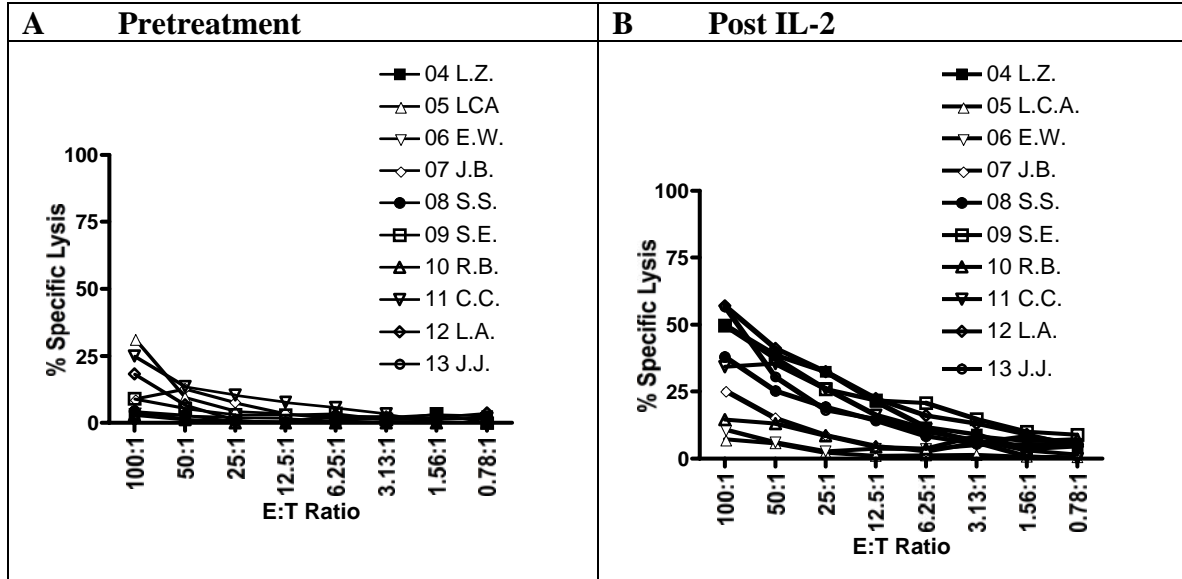 A Pretreatment
04 L.Z.
05 LCA
06 E.W.
07 J.B.
08 S.S.
09 S.E.
10 R.B.
11 C.C.
12 L.A.
13 J.J.
100
75
50
25
0
% Specific Lysis
100:1
50:1
25:1
12.5:1
6.25:1
3.13:1
1.56:1
0.78:1
E:T Ratio
B Post IL-2
04 L.Z.
05 L.C.A.
06 E.W.
07 J.B.
08 S.S.
09 S.E.
10 R.B.
11 C.C.
12 L.A.
13 J.J.
100
75
50
25
0
% Specific Lysis
100:1
50:1
25:1
12.5:1
6.25:1
3.13:1
1.56:1
0.78:1
E:T Ratio